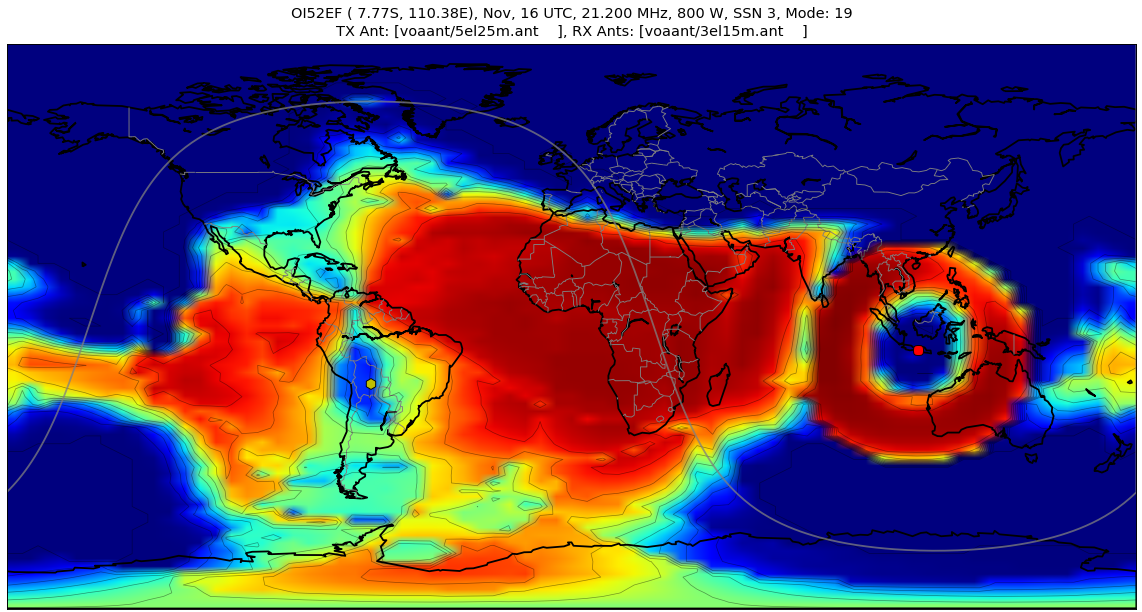 OI52EF ( 7.77S, 110.38E), Nov, 16 UTC, 21.200 MHz, 800 W, SSN 3, Mode: 19
TX Ant: [voaant/5el25m.ant    ], RX Ants: [voaant/3el15m.ant    ]